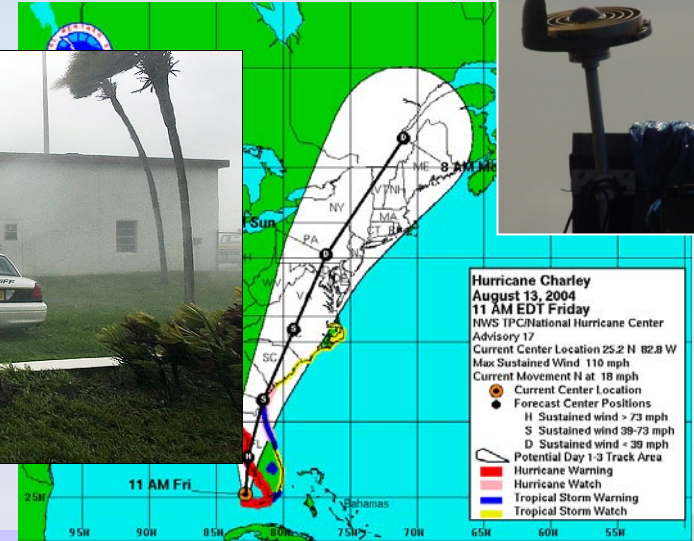 WEATHER
ME
8 AM Mo
VT
NH
NY
MA
CT
Sun
PA
VA
SC
FL
11 AM Fri
25N
Bahamas
95W
90W
85W
80W
75W
70W
65W
60W
55W
Hurricane Charley
August 13, 2004
11 AM EDT Friday
NWS TPC/National Hurricane Center
Advisory 17
Current Center Location 25.2 N 82.8 W
Max Sustained Wind 110 mph
Current Movement N at 18 mph
Current Center Location
Forecast Center Positions
H Sustained wind > 73 mph
S Sustained wind 39-73 mph
D Sustained wind < 39 mph
Potential Day 1-3 Track Area
Hurricane Warning
Hurricane Watch
Tropical Storm Warning
Tropical Storm Watch
D
D
S
S
H